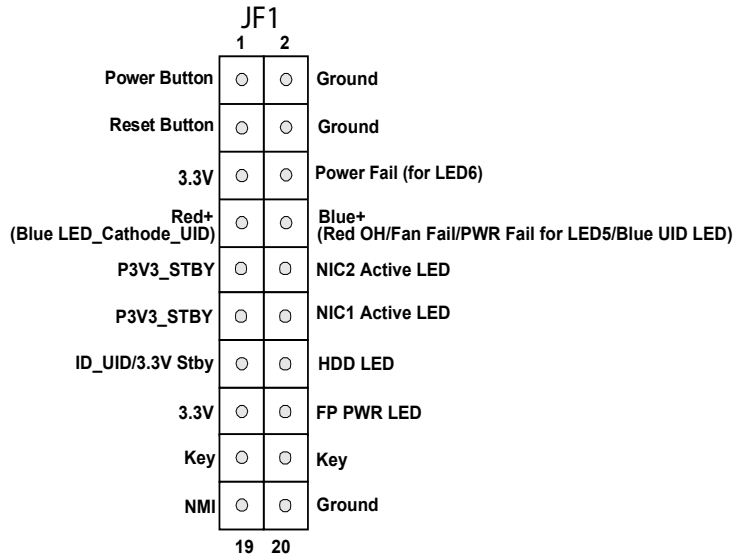 JF1
1 2
Power Button Ground
Reset Button Ground
3.3V Power Fail (for LED6)
Red+ Blue+
(Blue LED_Cathode_UID) (Red OH/Fan Fail/PWR Fail for LED5/Blue UID LED)
P3V3_STBY NIC2 Active LED
P3V3_STBY NIC1 Active LED
ID_UID/3.3V Stby HDD LED
3.3V FP PWR LED
Key Key
NMI Ground
19 20